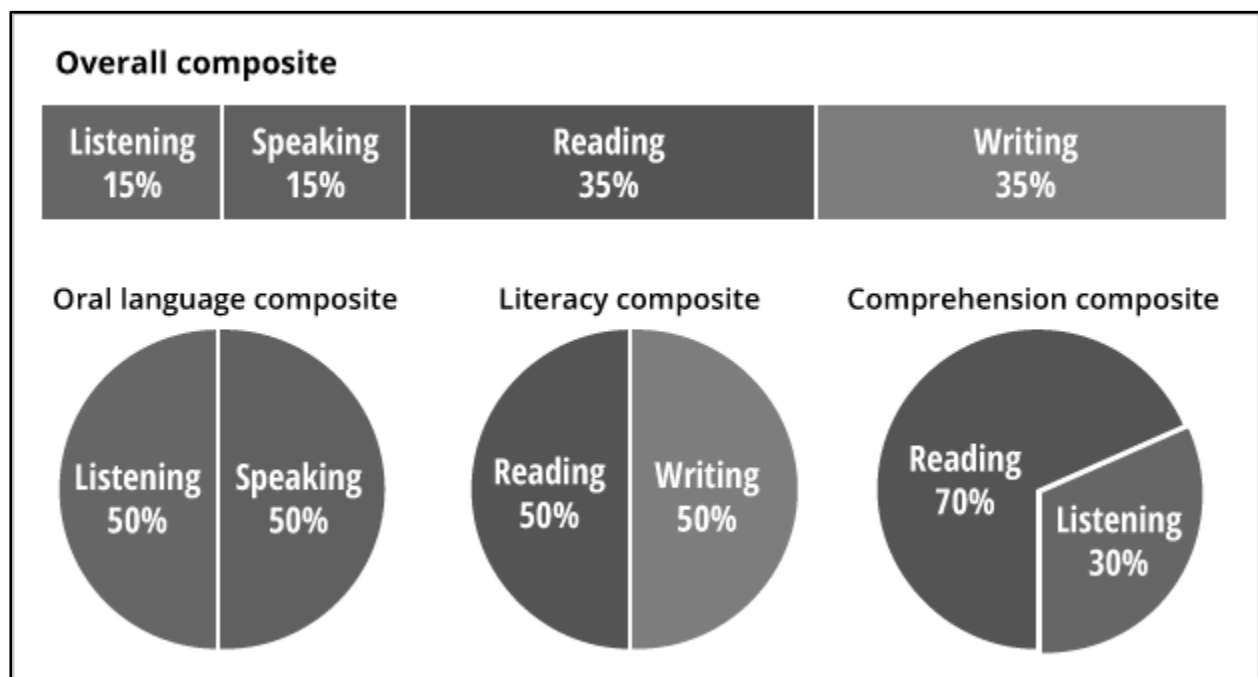 Overall composite
Listening
15%
Speaking
15%
Reading
35%
Writing
35%
Oral language composite
Listening
50%
Speaking
50%
Literacy composite
Reading
50%
Writing
50%
Comprehension composite
Reading
70%
Listening
30%